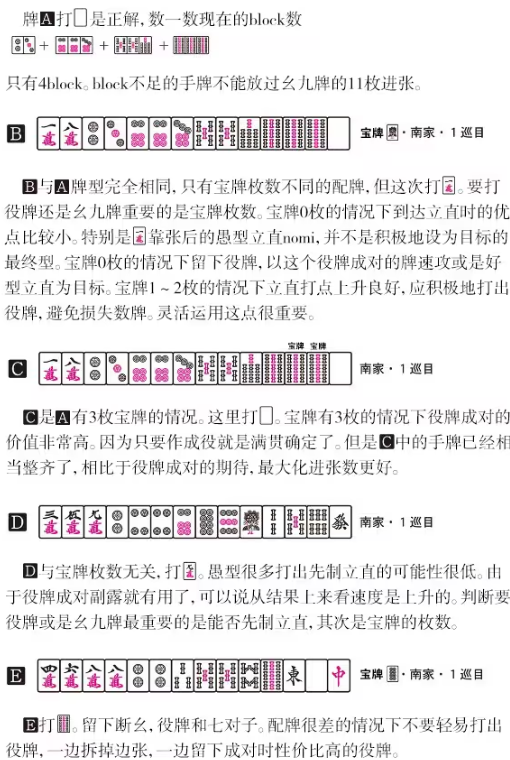 牌A打 是正解,数一数现在的block数
+ + +
只有4block。block不足的手牌不能放过幺九牌的11枚进张。
B 宝牌 ・南家・1巡目
B与A牌型完全相同,只有宝牌枚数不同的配牌,但这次打 。要打
役牌还是幺九牌重要的是宝牌枚数。宝牌0枚的情况下到达立直时的优
点比较小。特别是 靠张后的愚型立直nomi,并不是积极地设为目标的
最终型。宝牌0枚的情况下留下役牌,以这个役牌成对的牌速攻或是好
型立直为目标。宝牌1~2枚的情况下立直打点上升良好,应积极地打出
役牌,避免损失数牌。灵活运用这点很重要。
宝牌 宝牌
C 一萬 八萬 南家・1巡目
C是A有3枚宝牌的情况。这里打 。宝牌有3枚的情况下役牌成对的
价值非常高。因为只要作成役就是满贯确定了。但是C中的手牌已经相
当整齐了,相比于役牌成对的期待,最大化进张数更好。
D 三萬 伍萬 九萬 發 南家・1巡目
D与宝牌枚数无关,打 。愚型很多打出先制立直的可能性很低。由
于役牌成对副露就有用了,可以说从结果上来看速度是上升的。判断要
役牌或是幺九牌最重要的是能否先制立直,其次是宝牌的枚数。
E 四萬 六萬 八萬 八萬 東 中 宝牌 ・南家・1巡目
E打 。留下断幺,役牌和七对子。配牌很差的情况下不要轻易打出
役牌,一边拆掉边张,一边留下成对时性价比高的役牌。